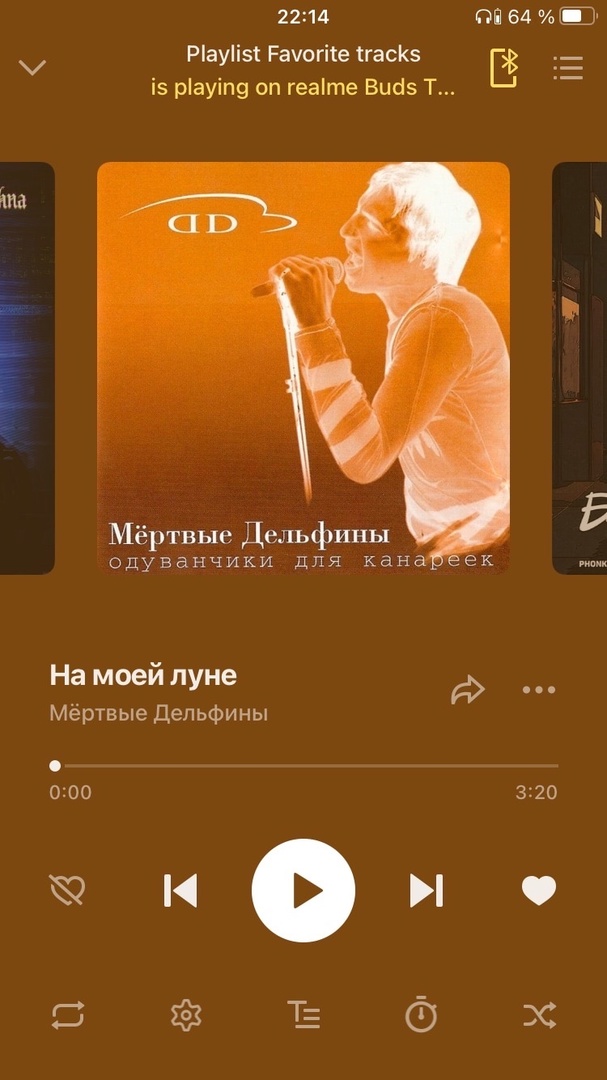 22:14
64 %
Playlist Favorite tracks
is playing on realme Buds T...
DD
Мёртвые Дельфины
одуванчики для канареек
PHONK
На моей луне
Мёртвые Дельфины
0:00
3:20